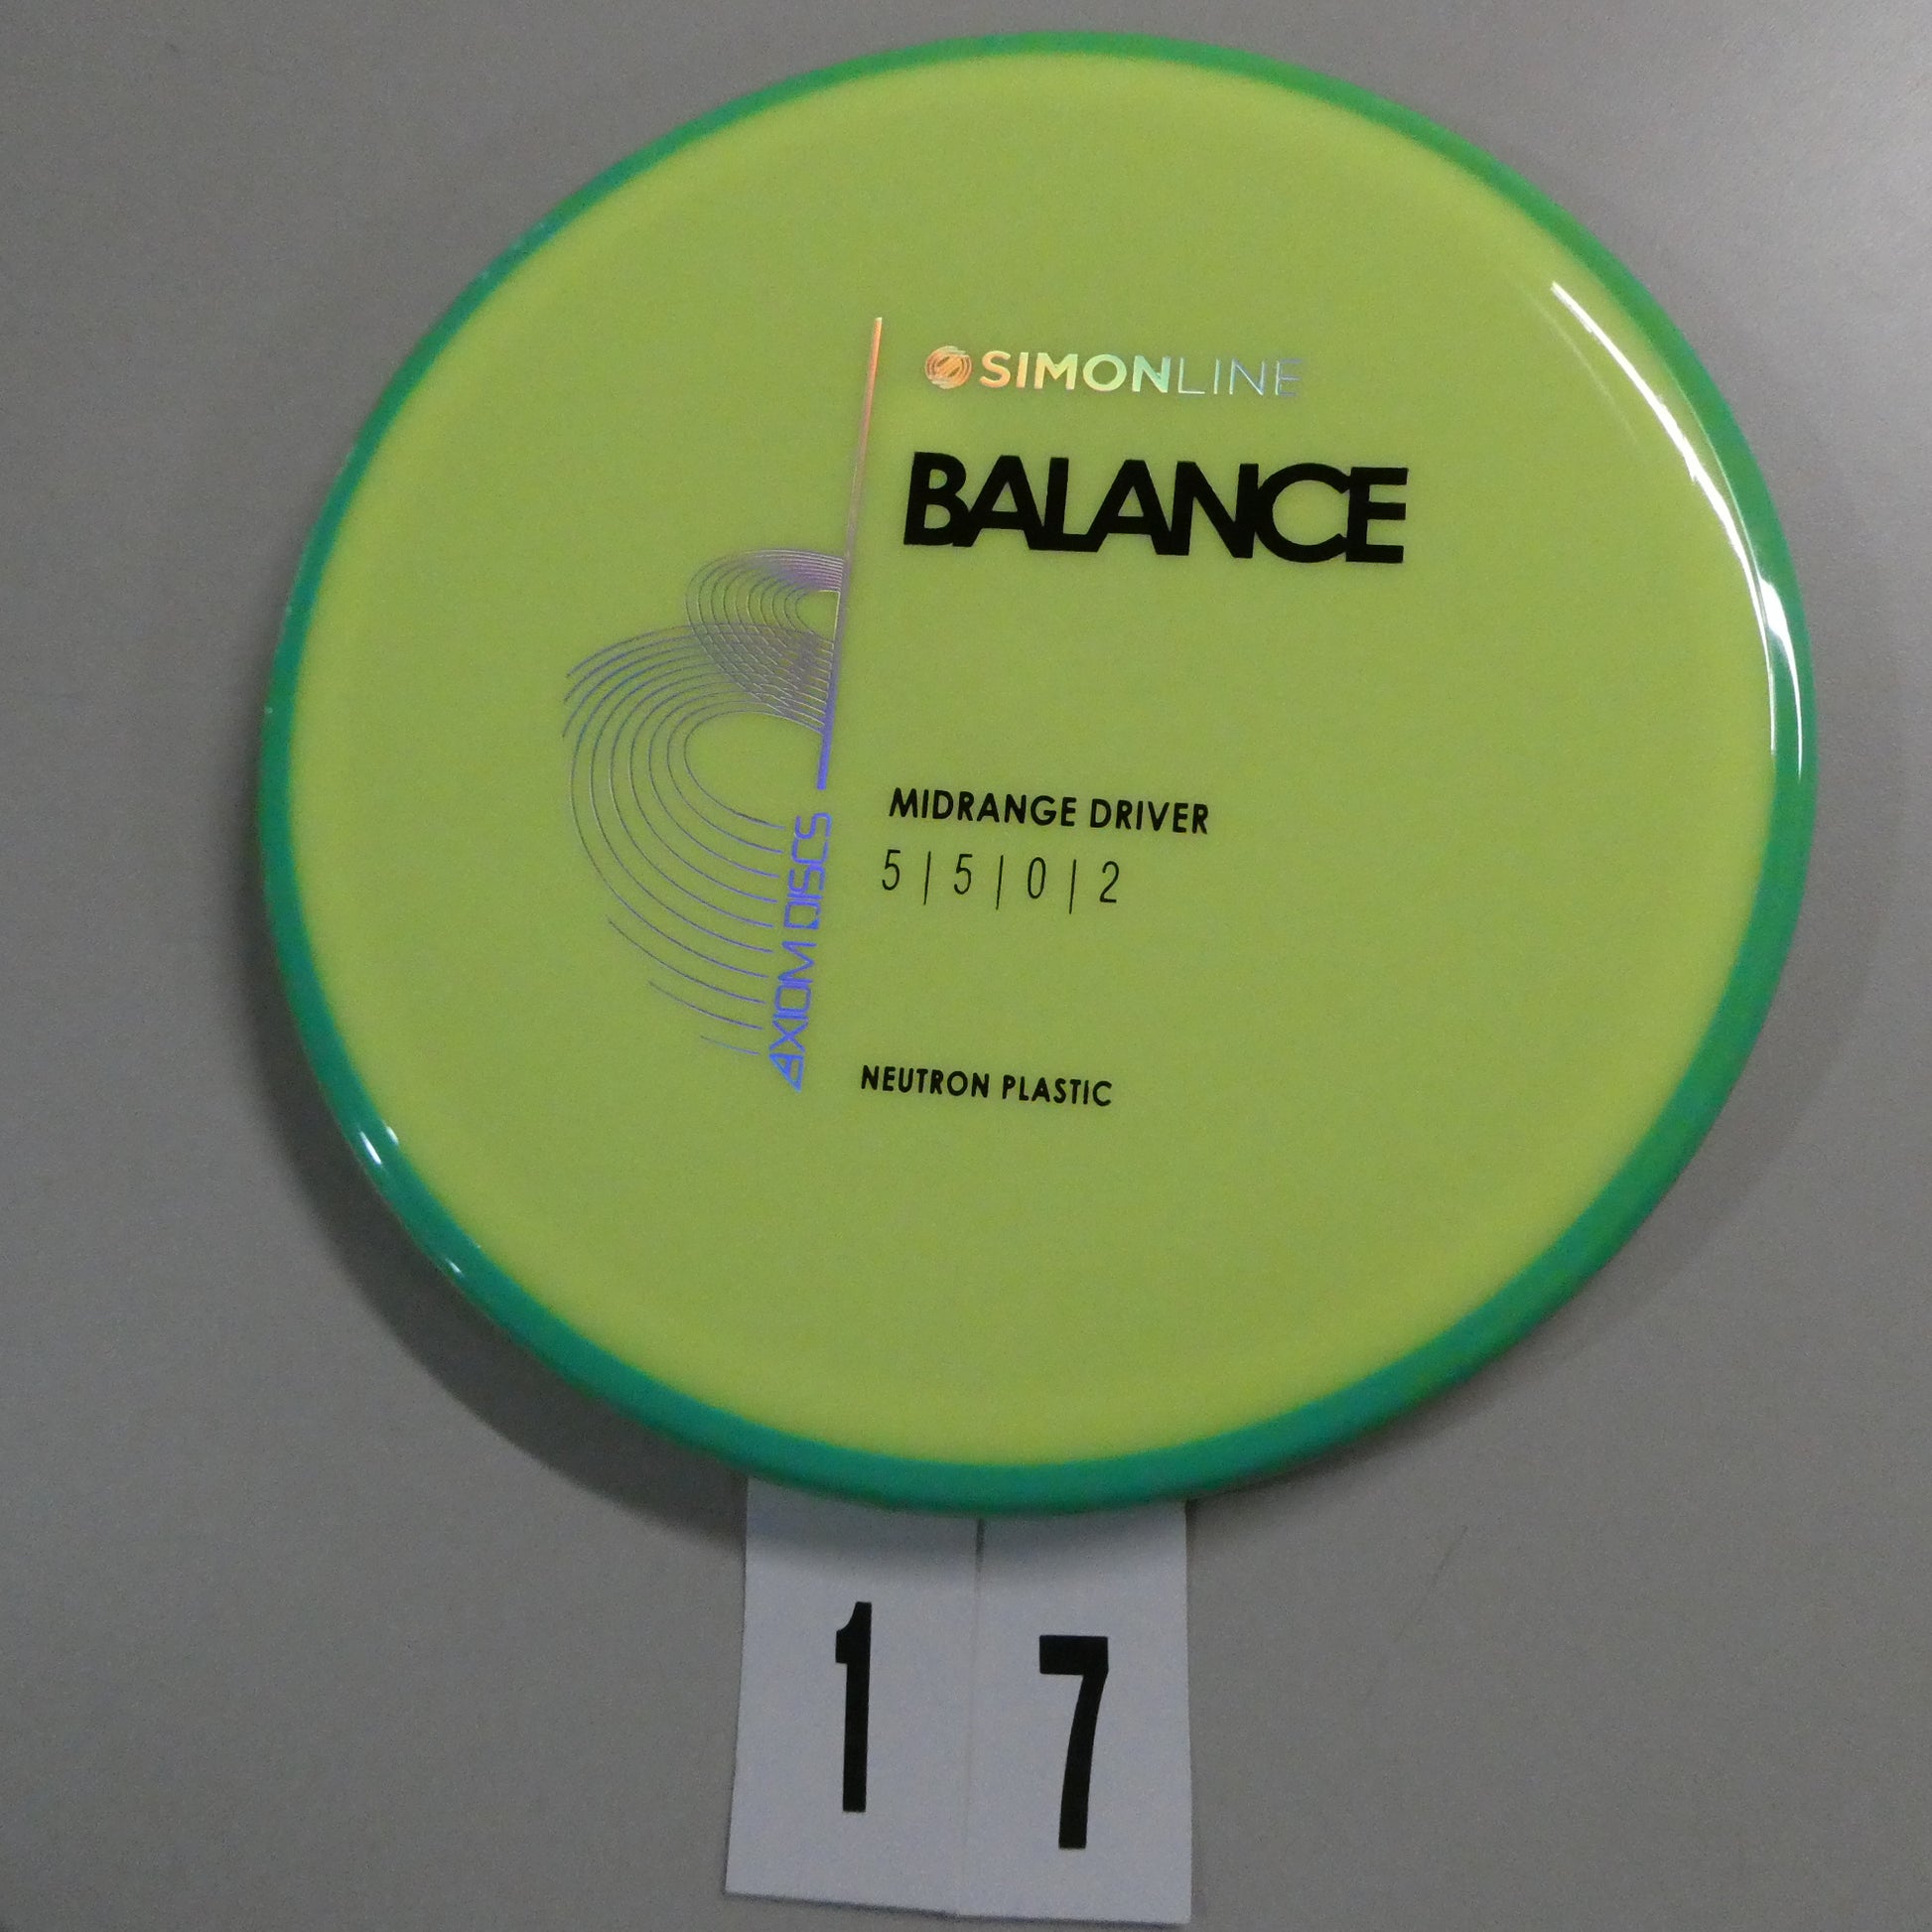 SIMONLINE
BALANCE
MIDRANGE DRIVER
5 | 5 | 0 | 2
AXIOM DISCS
NEUTRON PLASTIC
1 7